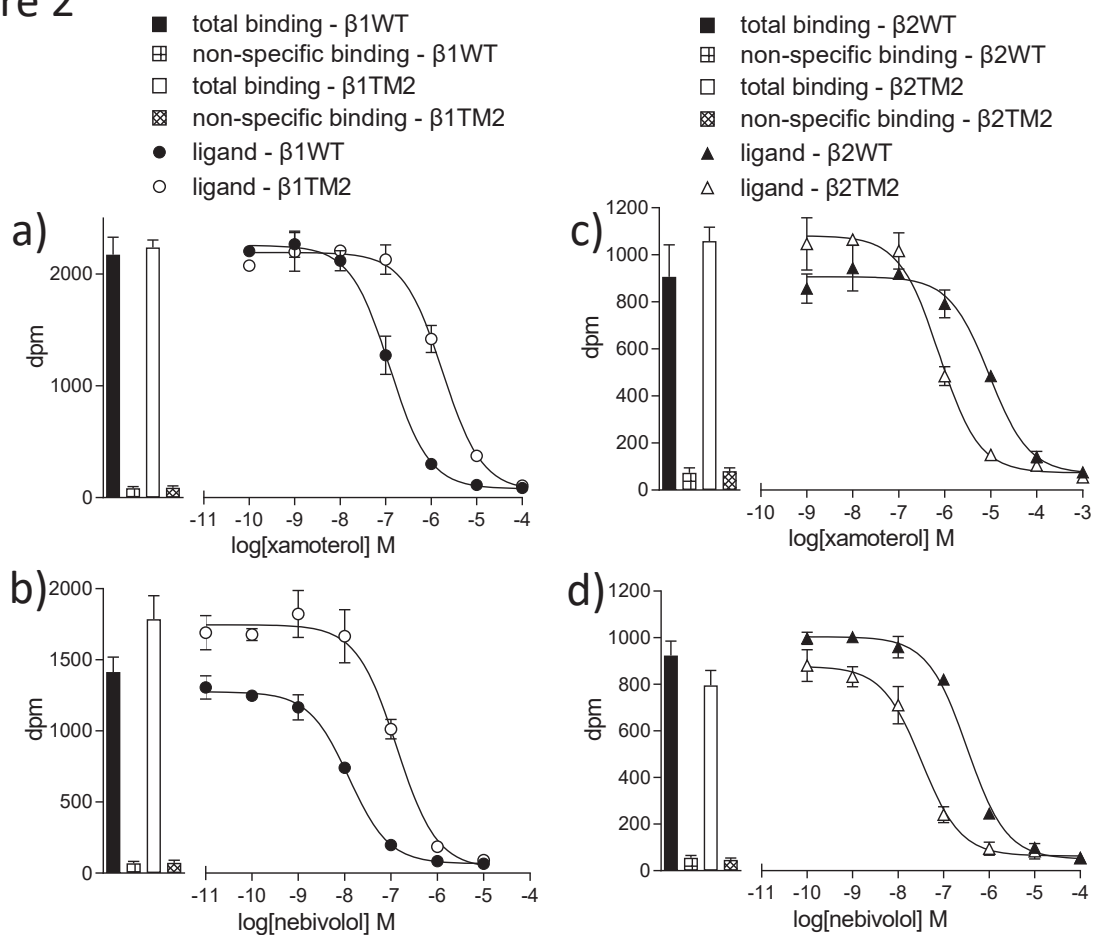 re 2
total binding - β1WT
non-specific binding - β1WT
total binding - β1TM2
non-specific binding - β1TM2
ligand - β1WT
ligand - β1TM2
total binding - β2WT
non-specific binding - β2WT
total binding - β2TM2
non-specific binding - β2TM2
ligand - β2WT
ligand - β2TM2
a)
dpm
2000
1000
0
-11 -10 -9 -8 -7 -6 -5 -4
log[xamoterol] M
c)
dpm
1200
1000
800
600
400
200
0
-10 -9 -8 -7 -6 -5 -4 -3
log[xamoterol] M
b)
dpm
2000
1500
1000
500
0
-11 -10 -9 -8 -7 -6 -5 -4
log[nebivolol] M
d)
dpm
1200
1000
800
600
400
200
0
-11 -10 -9 -8 -7 -6 -5 -4
log[nebivolol] M